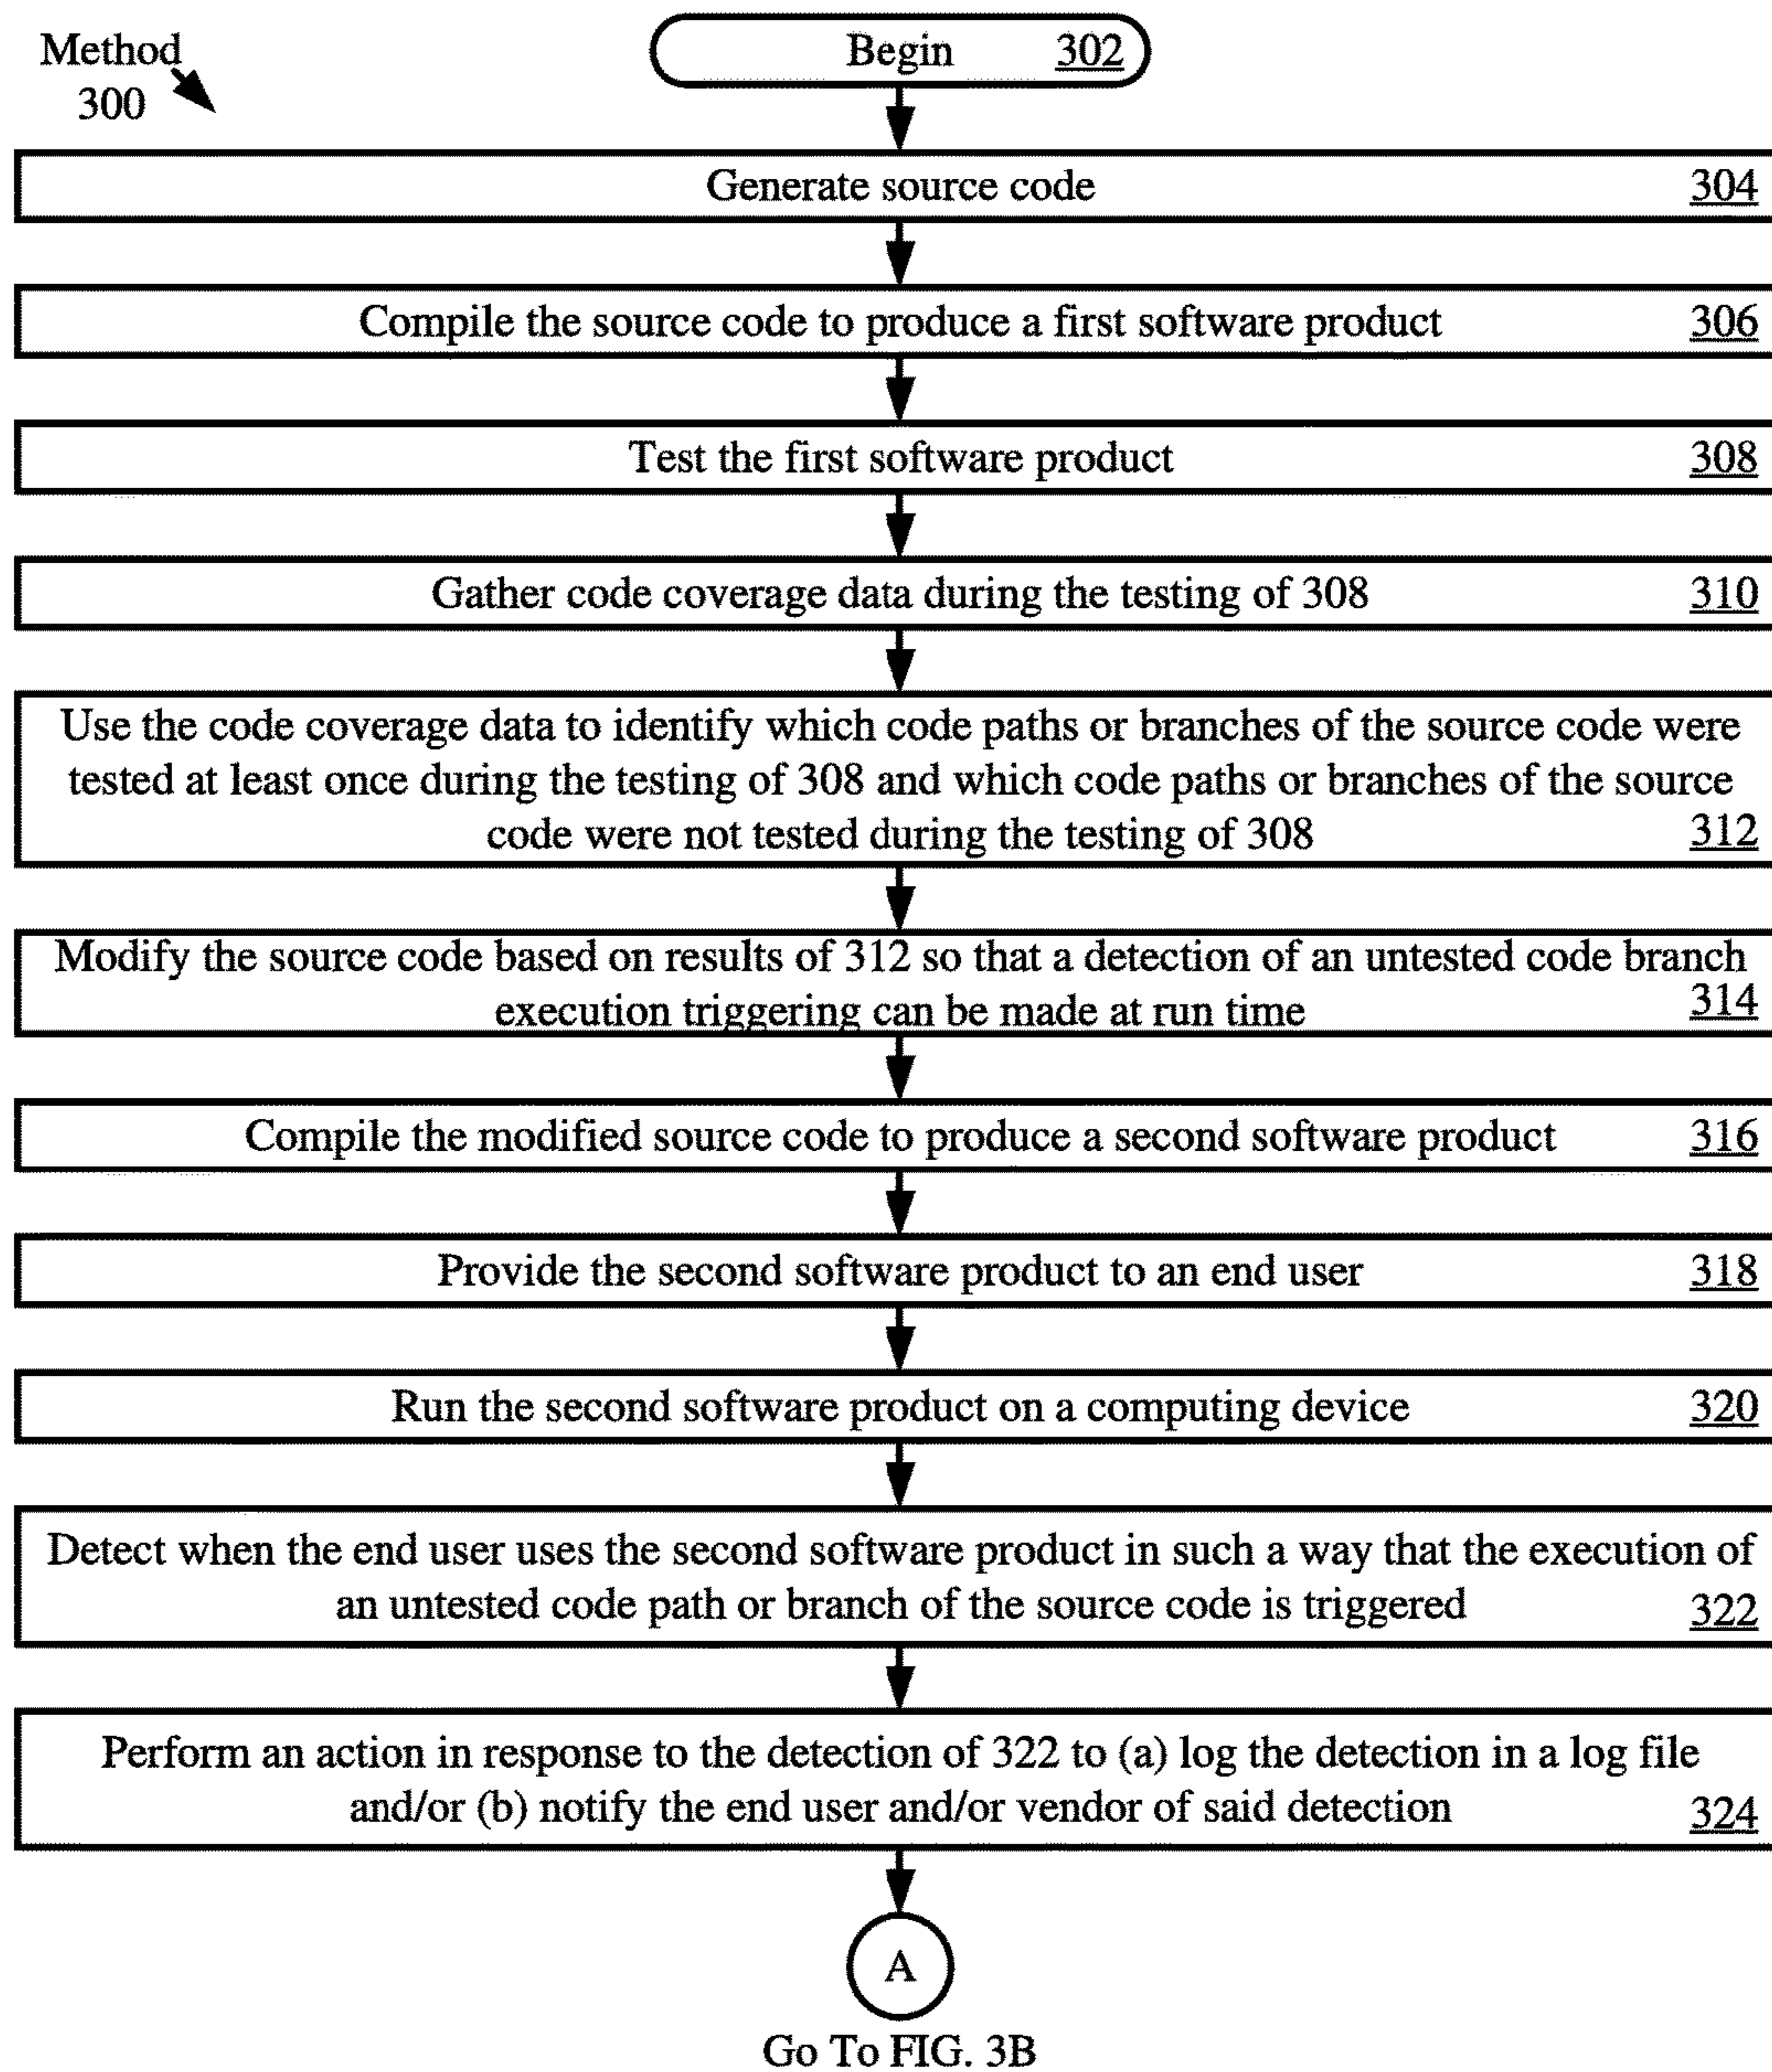 Method
300
Begin 302
Generate source code 304
Compile the source code to produce a first software product 306
Test the first software product 308
Gather code coverage data during the testing of 308 310
Use the code coverage data to identify which code paths or branches of the source code were
tested at least once during the testing of 308 and which code paths or branches of the source
code were not tested during the testing of 308 312
Modify the source code based on results of 312 so that a detection of an untested code branch
execution triggering can be made at run time 314
Compile the modified source code to produce a second software product 316
Provide the second software product to an end user 318
Run the second software product on a computing device 320
Detect when the end user uses the second software product in such a way that the execution of
an untested code path or branch of the source code is triggered 322
Perform an action in response to the detection of 322 to (a) log the detection in a log file
and/or (b) notify the end user and/or vendor of said detection 324
A
Go To FIG. 3B